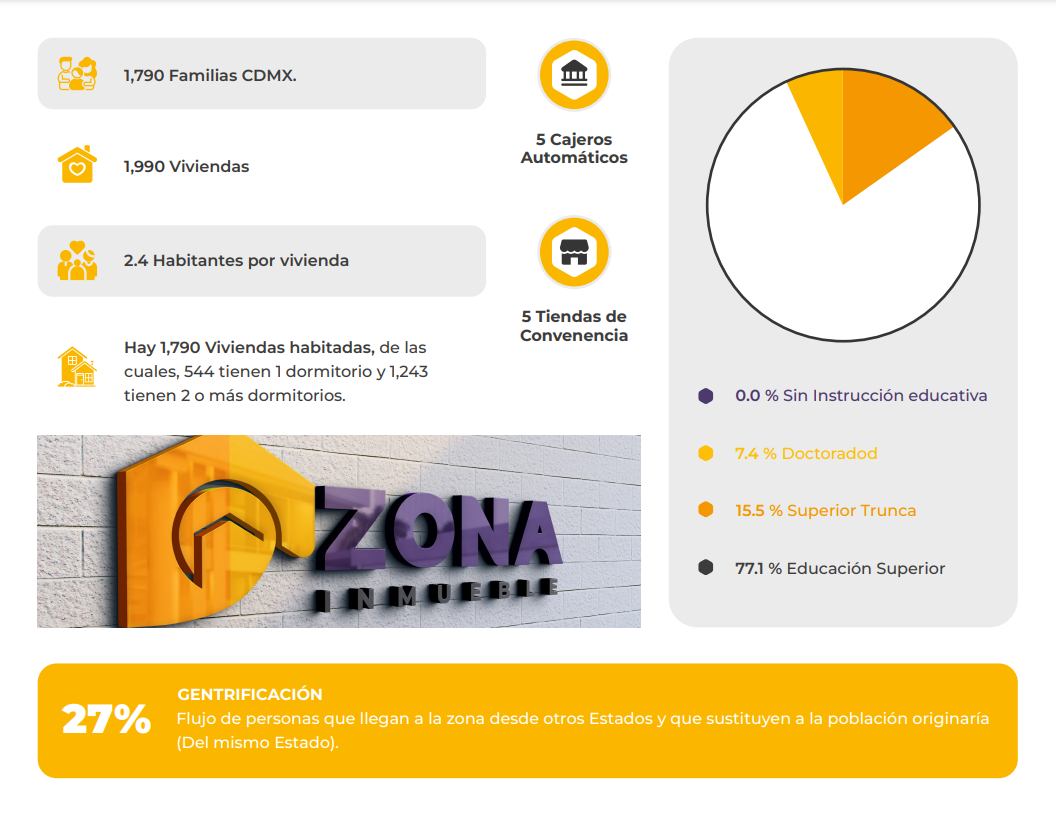 1,790 Familias CDMX.
1,990 Viviendas
2.4 Habitantes por vivienda
Hay 1,790 Viviendas habitadas, de las
cuales, 544 tienen 1 dormitorio y 1,243
tienen 2 o más dormitorios.
5 Cajeros
Automáticos
5 Tiendas de
Convenencia
0.0 % Sin Instrucción educativa
7.4 % Doctoradod
15.5 % Superior Trunca
77.1 % Educación Superior
ZONA
INMUEBLE
27%
GENTRIFICACIÓN
Flujo de personas que llegan a la zona desde otros Estados y que sustituyen a la población originaría
(Del mismo Estado).